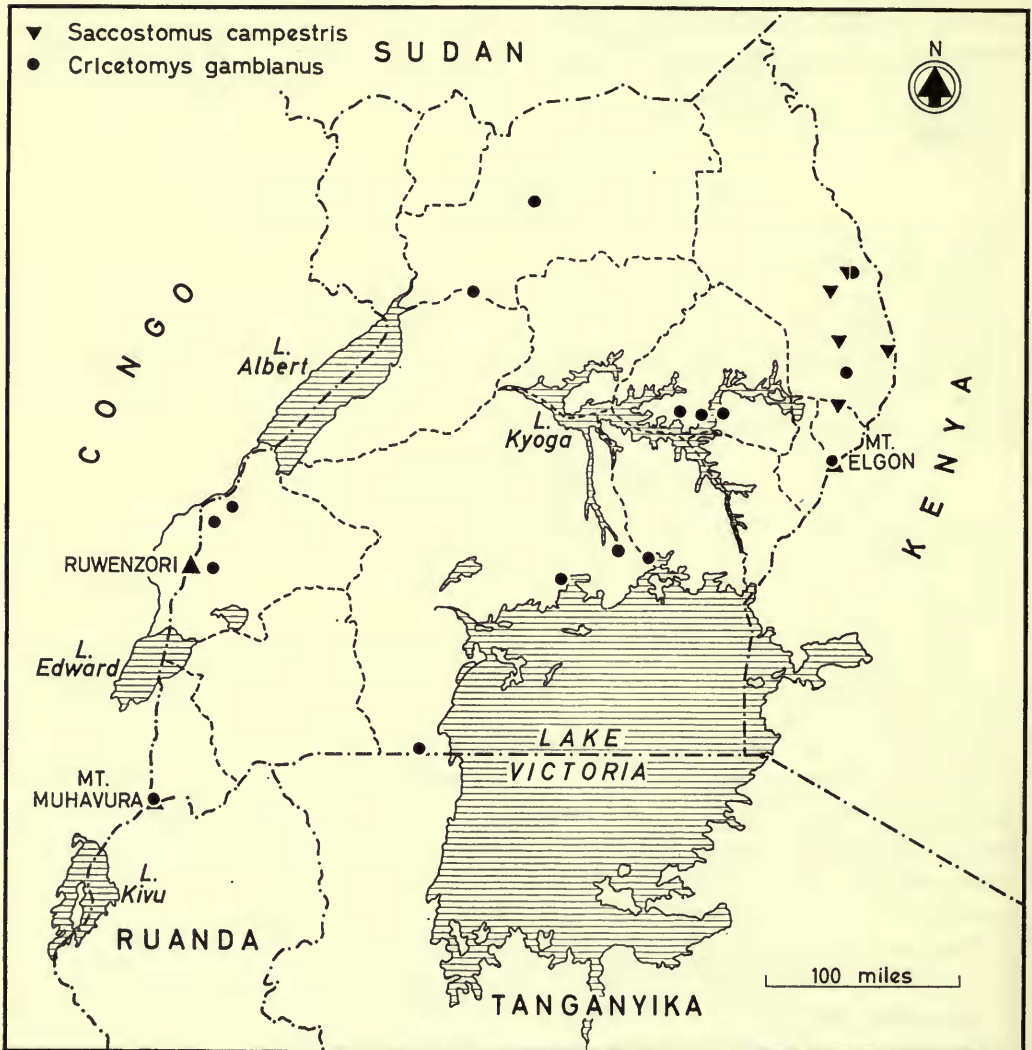 Saccostomus campestris
Cricetomys gambianus
SUDAN
N
CONGO
L.
Albert
L.
Kyoga
MT.
ELGON
KENYA
RUWENZORI
L.
Edward
LAKE
VICTORIA
MT.
MUHAVURA
L.
Kivu
RUANDA
100 miles
TANGANYIKA